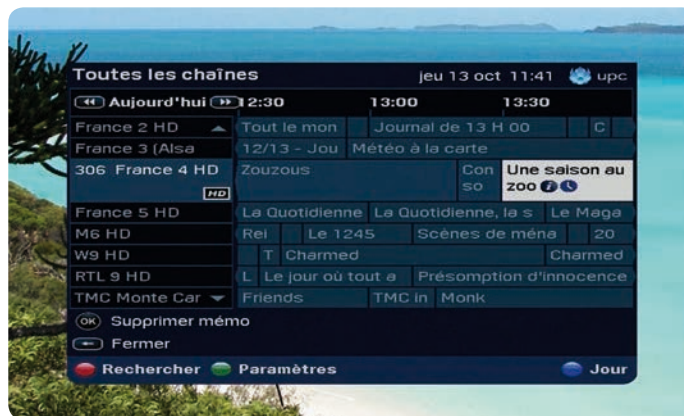 Toutes les chaînes jeu 13 oct 11:41 upc
Aujourd'hui 12:30 13:00 13:30
France 2 HD Tout le mon Journal de 13 H 00 C
France 3 (Alsa 12/13 - Jou Météo à la carte
306 France 4 HD Zouzous Con Une saison au
HD so zoo
France 5 HD La Quotidienne La Quotidienne, la s Le Maga
M6 HD Rei Le 1245 Scènes de ména 20
W9 HD T Charmed Charmed
RTL 9 HD L Le jour où tout a Présomption d'innocence
TMC Monte Car Friends TMC in Monk
OK Supprimer mémo
Fermer
Rechercher Paramètres Jour